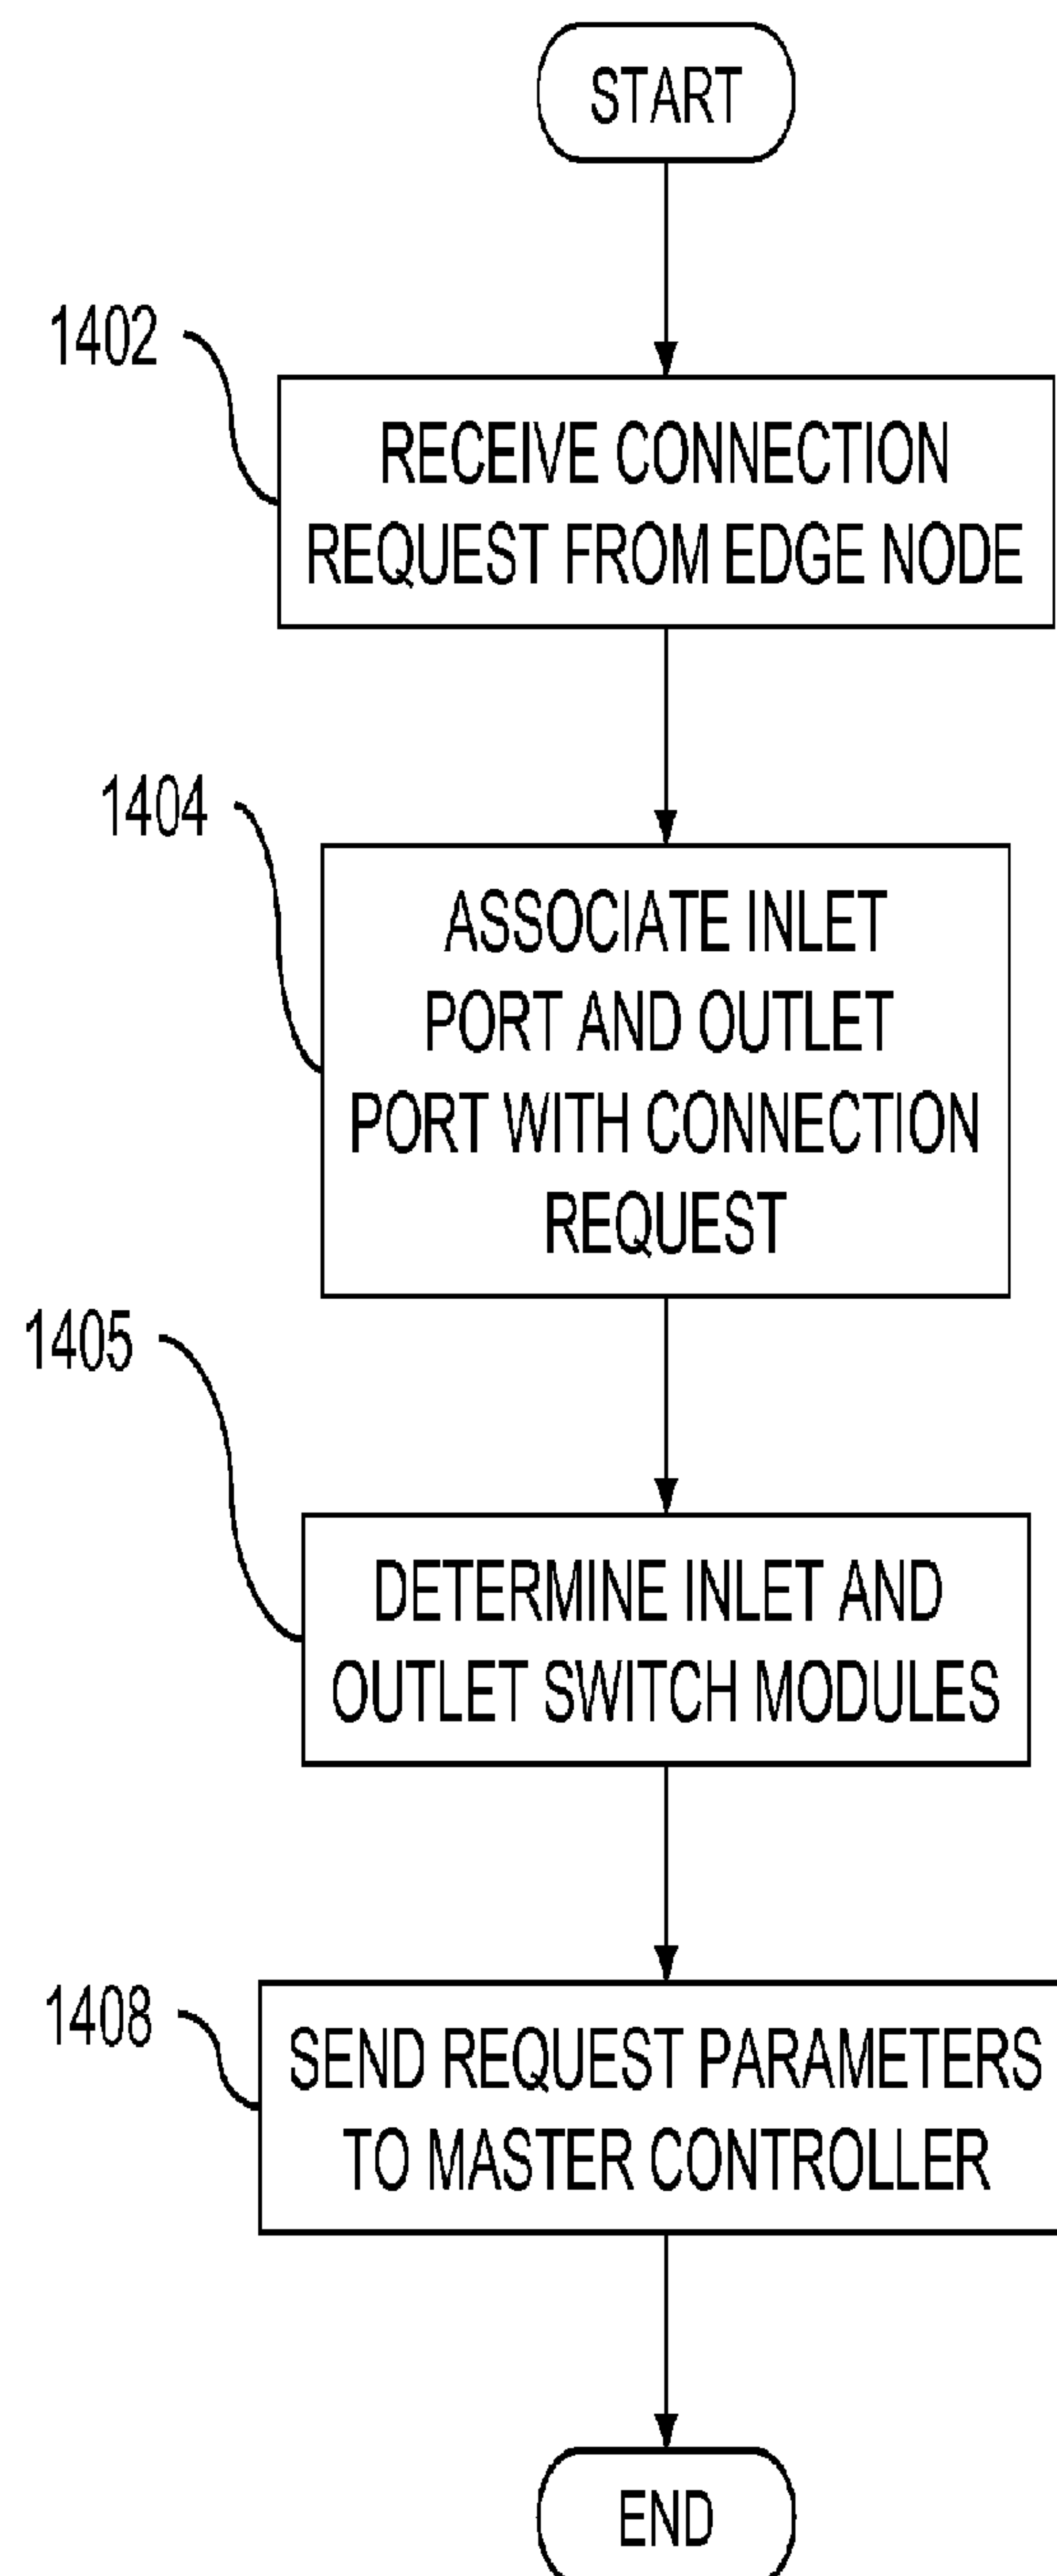 START
1402
RECEIVE CONNECTION
REQUEST FROM EDGE NODE
1404
ASSOCIATE INLET
PORT AND OUTLET
PORT WITH CONNECTION
REQUEST
1405
DETERMINE INLET AND
OUTLET SWITCH MODULES
1408
SEND REQUEST PARAMETERS
TO MASTER CONTROLLER
END